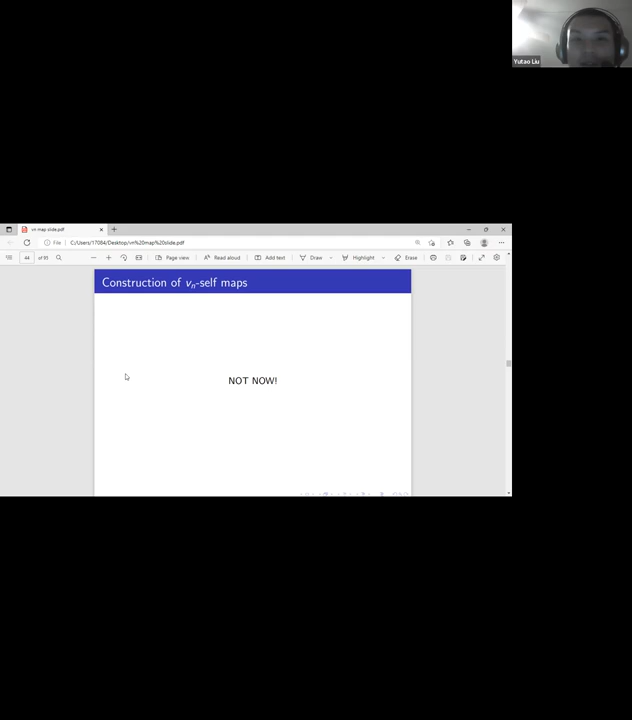 Yutao Liu
vn map slide.pdf
File
C:/Users/17084/Desktop/vn%20map%20slide.pdf
44 of 93
Page view
Read aloud
Add text
Draw
Highlight
Erase
Construction of vₙ-self maps
NOT NOW!